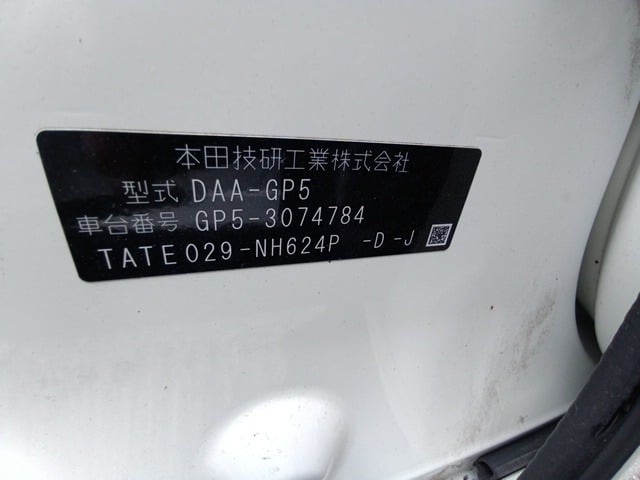 本田技研工業株式会社
型式 DAA-GP5
車台番号 GP5-3074784
TATE029-NH624P -D-J